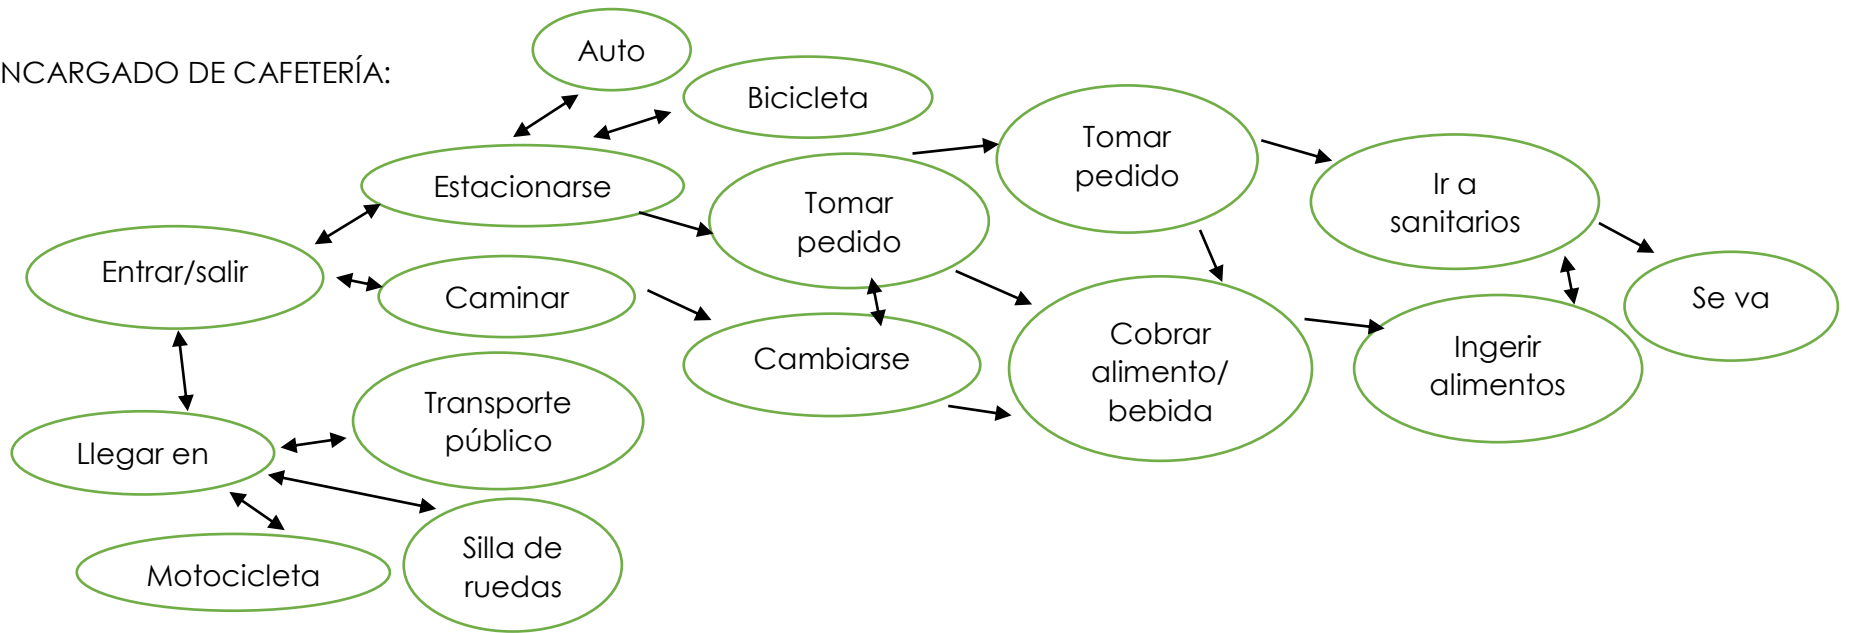 NCARGADO DE CAFETERÍA:
Auto
Bicicleta
Estacionarse
Tomar
pedido
Tomar
pedido
Ir a
sanitarios
Entrar/salir
Caminar
Cambiarse
Cobrar
alimento/
bebida
Ingerir
alimentos
Se va
Llegar en
Transporte
público
Motocicleta
Silla de
ruedas